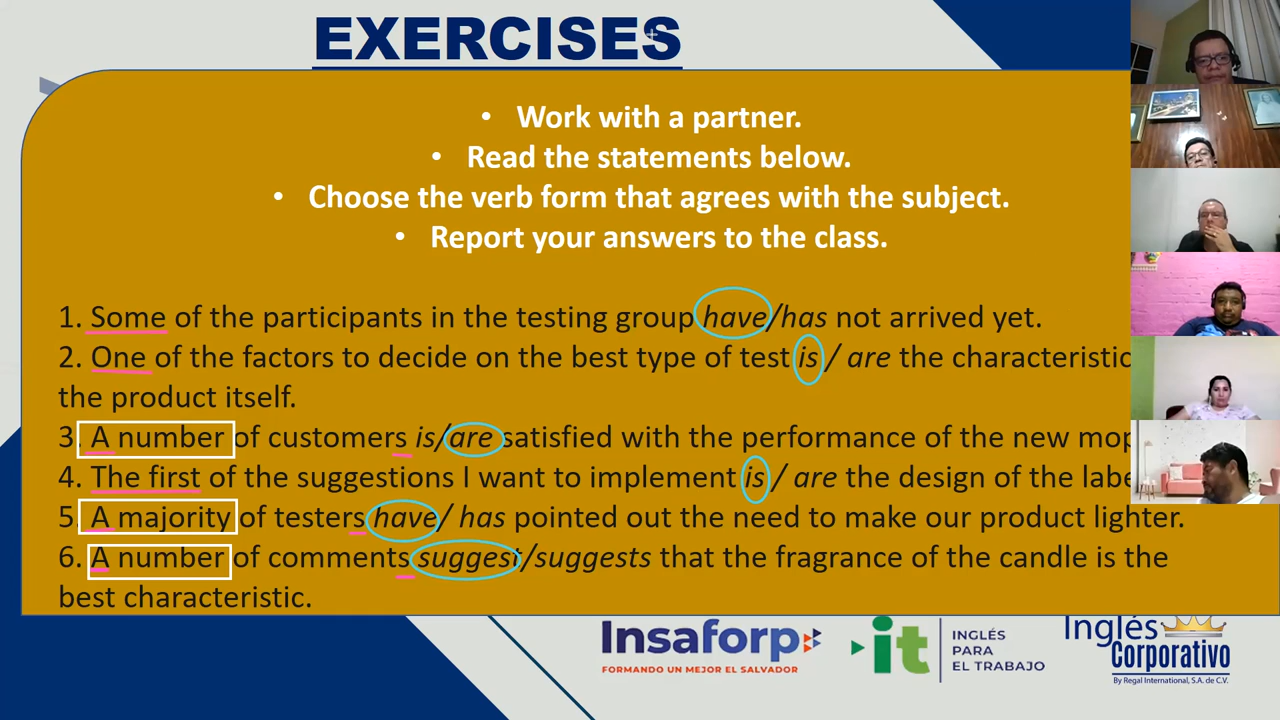 EXERCISES
• Work with a partner.
• Read the statements below.
• Choose the verb form that agrees with the subject.
• Report your answers to the class.
1. Some of the participants in the testing group have/has not arrived yet.
2. One of the factors to decide on the best type of test is / are the characteristic
the product itself.
3. A number of customers is/are satisfied with the performance of the new mop
4. The first of the suggestions I want to implement is / are the design of the labe
5. A majority of testers have/ has pointed out the need to make our product lighter.
6. A number of comments suggest/suggests that the fragrance of the candle is the
best characteristic.
Insaforp
FORMANDO UN MEJOR EL SALVADOR
it
INGLÉS
PARA
EL TRABAJO
Inglés
Corporativo
By Regal International, S.A. de C.V.